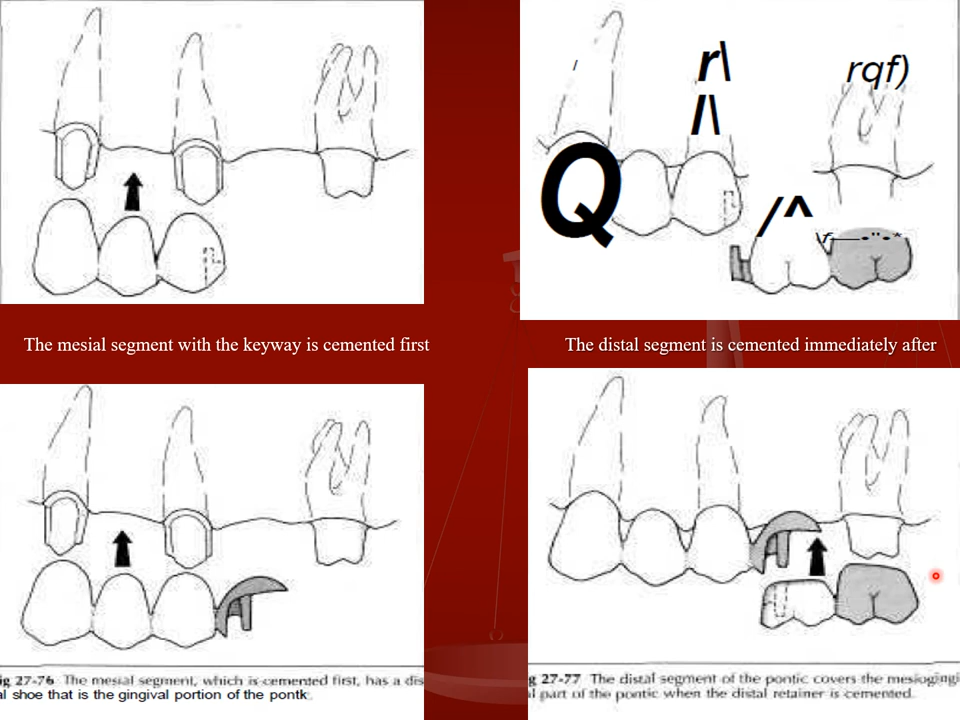 r\
/\
rqf)
Q
/^
The mesial segment with the keyway is cemented first
The distal segment is cemented immediately after
ig 27-76 The mesial segment, which is cemented first, has a dis
al shoe that is the gingival portion of the pontk
g 27-77 The distal segment of the pontic covers the mesiogingi
l part of the pontic when the distal retainer is cemented.